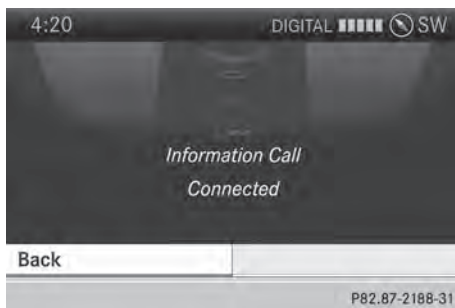 4:20 DIGITAL SW
Information Call
Connected
Back
P82.87-2188-31